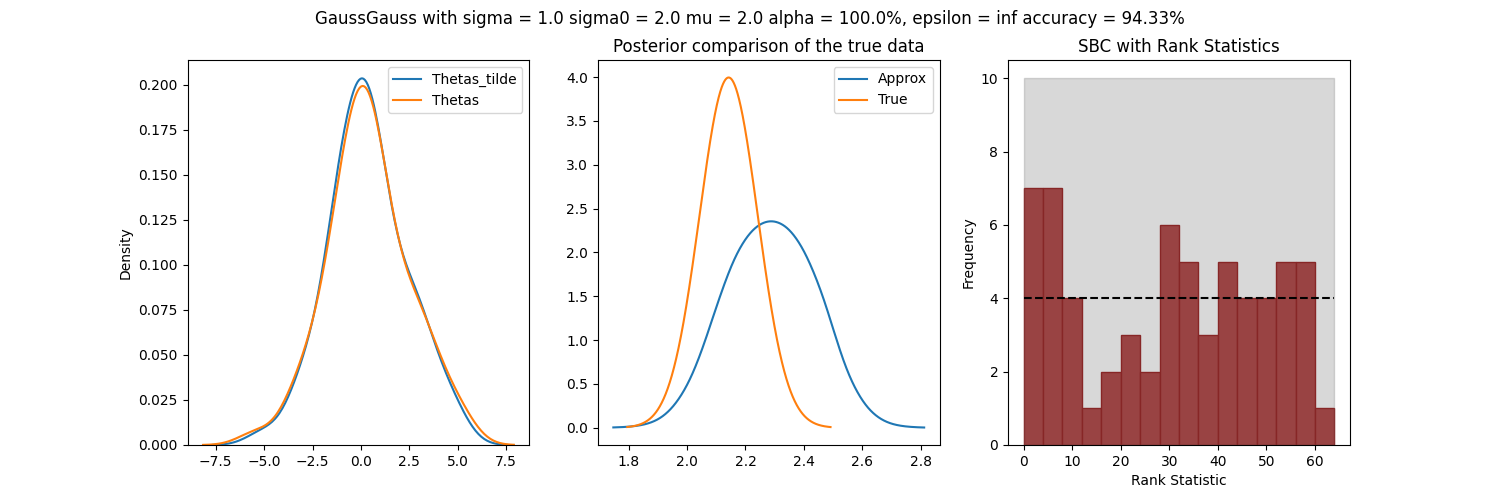 GaussGauss with sigma = 1.0 sigma0 = 2.0 mu = 2.0 alpha = 100.0%, epsilon = inf accuracy = 94.33%
Density
0.200
0.175
0.150
0.125
0.100
0.075
0.050
0.025
0.000
−7.5 −5.0 −2.5 0.0 2.5 5.0 7.5
Thetas_tilde
Thetas
Posterior comparison of the true data
4.0
3.5
3.0
2.5
2.0
1.5
1.0
0.5
0.0
1.8 2.0 2.2 2.4 2.6 2.8
Approx
True
SBC with Rank Statistics
Frequency
10
8
6
4
2
0
0 10 20 30 40 50 60
Rank Statistic